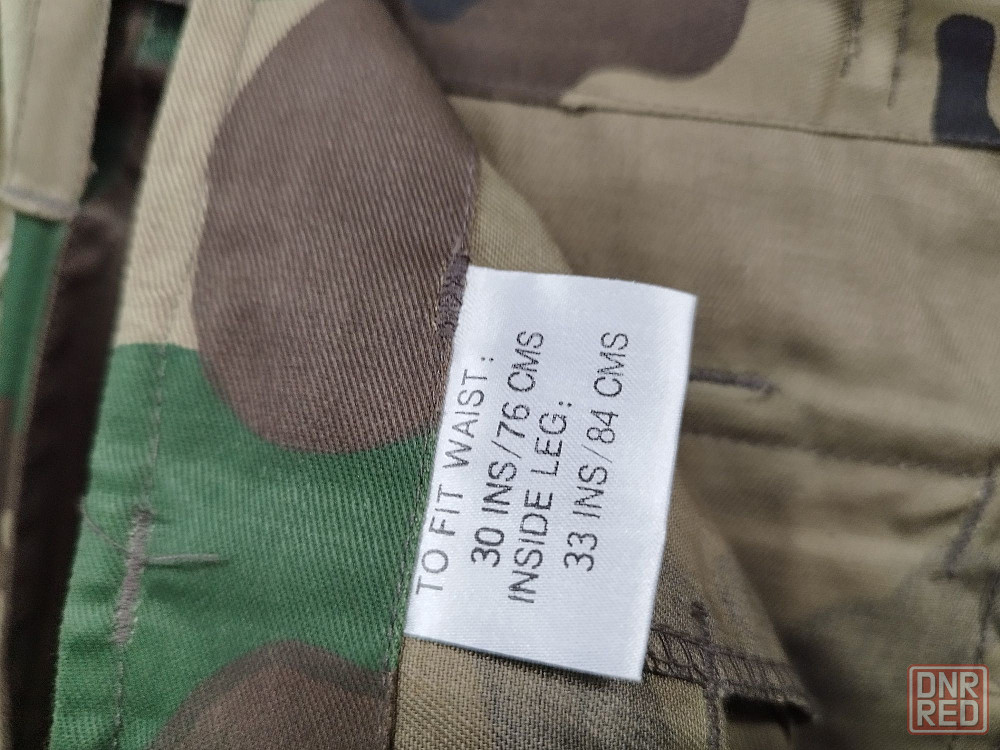 TO FIT WAIST:
30 INS/76 CMS
INSIDE LEG:
33 INS/84 CMS
DNR
RED